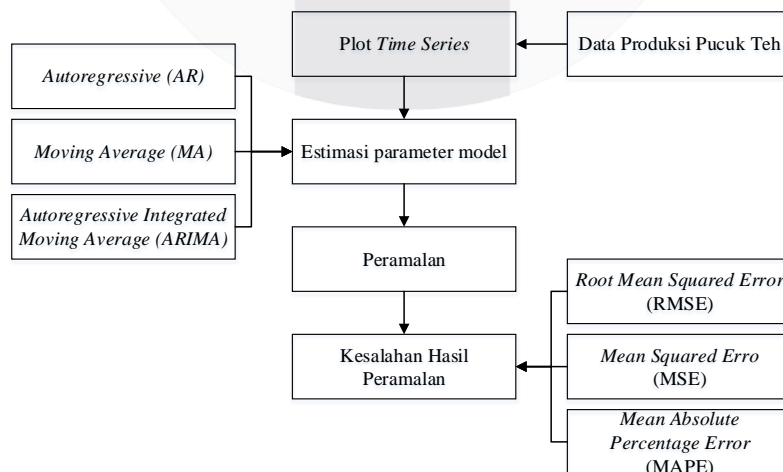 Plot Time Series
Data Produksi Pucuk Teh
Autoregressive (AR)
Moving Average (MA)
Autoregressive Integrated
Moving Average (ARIMA)
Estimasi parameter model
Peramalan
Kesalahan Hasil
Peramalan
Root Mean Squared Error
(RMSE)
Mean Squared Erro
(MSE)
Mean Absolute
Percentage Error
(MAPE)